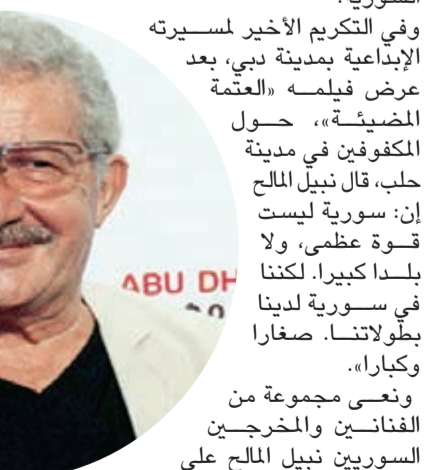 السورية.
وفي التكريم الأخير لمسيرته
الإبداعية بمدينة دبي، بعد
عرض فيلمه «العتمة
المضيئة»، حول
المكفوفين في مدينة
حلب، قال نبيل المالح
إن: سورية ليست
قوة عظمى، ولا
بلدا كبيرا. لكننا
في سورية لدينا
بطولاتنا. صغارا
وكبارا».
ونعى مجموعة من
الفنانين والمخرجين
السوريين نبيل المالح على
ABU DH